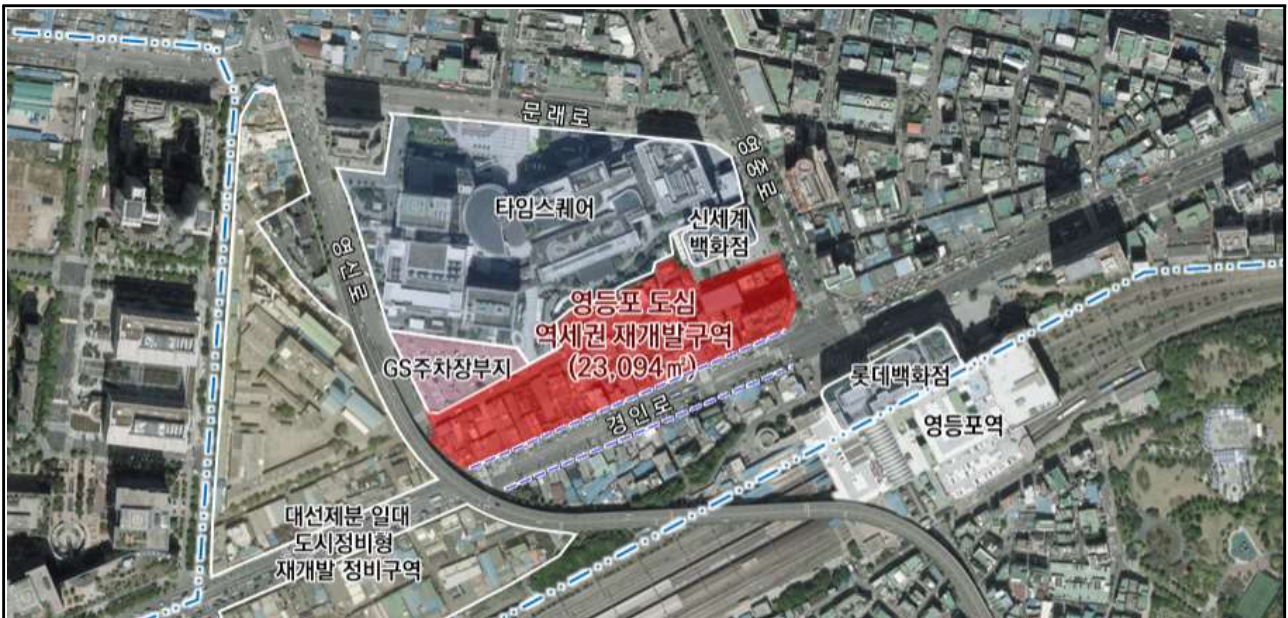 문래로
영중로
타임스퀘어
신세계
백화점
영신로
영등포 도심
역세권 재개발구역
(23,094㎡)
GS주차장부지
롯데백화점
경인로
영등포역
대선제분 일대
도시정비형
재개발 정비구역